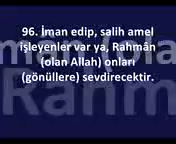 96. İman edip, salih amel
işleyenler var ya, Rahmân
(olan Allah) onları
(gönüllere) sevdirecektir.